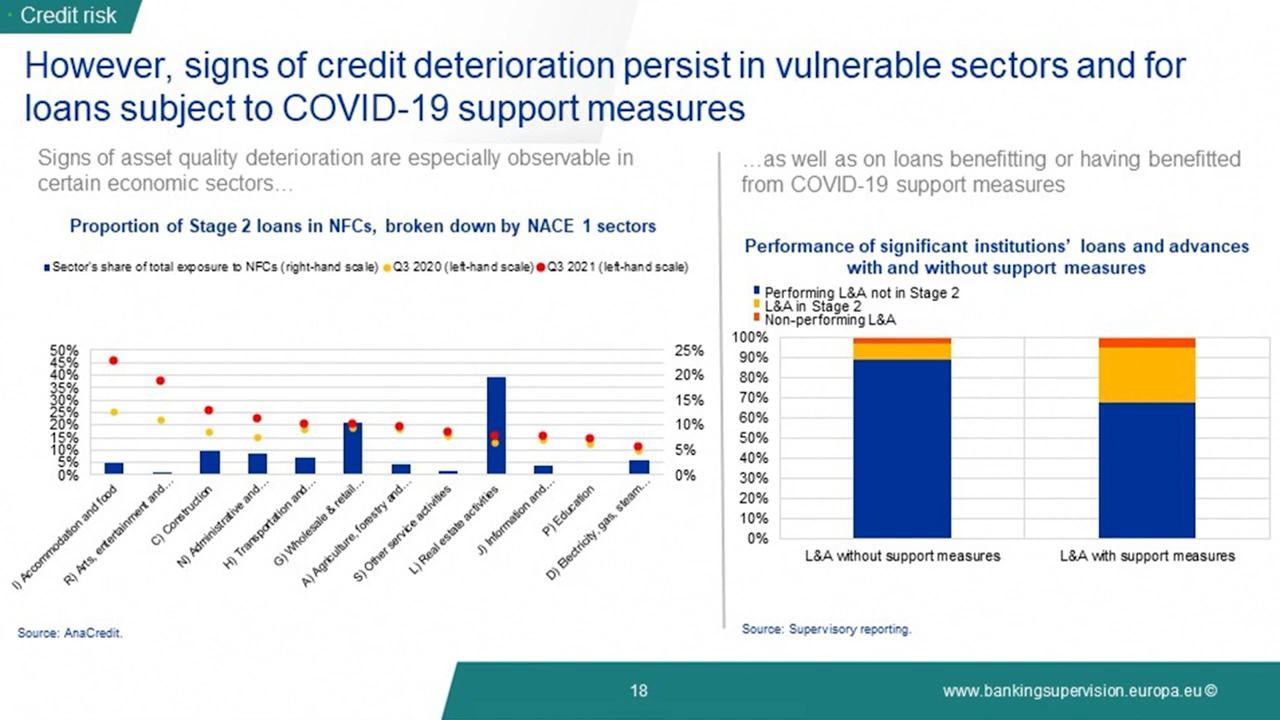 Credit risk
However, signs of credit deterioration persist in vulnerable sectors and for
loans subject to COVID-19 support measures
Signs of asset quality deterioration are especially observable in
certain economic sectors…
Proportion of Stage 2 loans in NFCs, broken down by NACE 1 sectors
Sector's share of total exposure to NFCs (right-hand scale) Q3 2020 (left-hand scale) Q3 2021 (left-hand scale)
50%
45%
40%
35%
30%
25%
20%
15%
10%
5%
0%
25%
20%
15%
10%
5%
0%
I) Accommodation and food
R) Arts, entertainment and…
C) Construction
N) Administrative and…
H) Transportation and…
G) Wholesale & retail…
A) Agriculture, forestry and…
S) Other service activities
L) Real estate activities
J) Information and…
P) Education
D) Electricity, gas, steam…
Source: AnaCredit.
…as well as on loans benefitting or having benefitted
from COVID-19 support measures
Performance of significant institutions' loans and advances
with and without support measures
Performing L&A not in Stage 2
L&A in Stage 2
Non-performing L&A
100%
90%
80%
70%
60%
50%
40%
30%
20%
10%
0%
L&A without support measures
L&A with support measures
Source: Supervisory reporting.
18
www.bankingsupervision.europa.eu ©